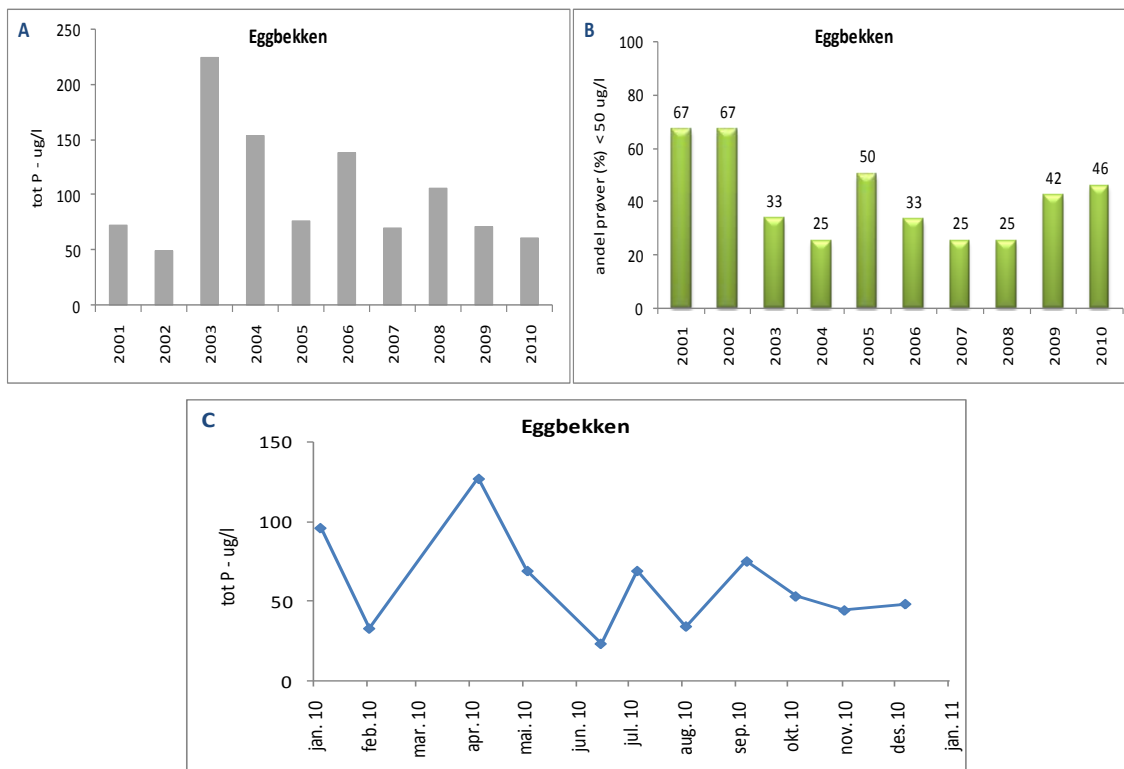 A
Eggbekken
tot P - ug/l
250
200
150
100
50
0
2001 2002 2003 2004 2005 2006 2007 2008 2009 2010
B
Eggbekken
andel prøver (%) < 50 ug/l
100
80
60
40
20
0
67 67 33 25 50 33 25 25 42 46
2001 2002 2003 2004 2005 2006 2007 2008 2009 2010
C
Eggbekken
tot P - ug/l
150
100
50
0
jan. 10 feb. 10 mar. 10 apr. 10 mai. 10 jun. 10 jul. 10 aug. 10 sep. 10 okt. 10 nov. 10 des. 10 jan. 11